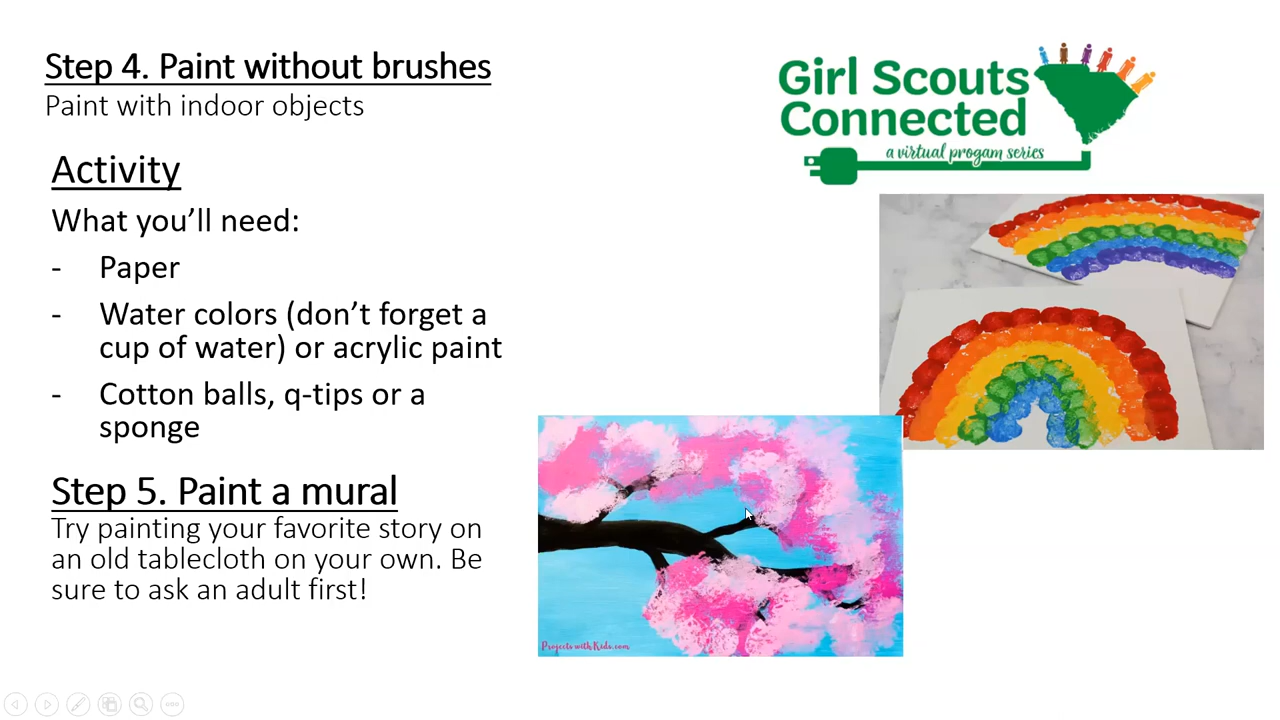 Step 4. Paint without brushes
Paint with indoor objects
Activity
What you’ll need:
- Paper
- Water colors (don’t forget a
cup of water) or acrylic paint
- Cotton balls, q-tips or a
sponge
Step 5. Paint a mural
Try painting your favorite story on
an old tablecloth on your own. Be
sure to ask an adult first!
Girl Scouts
Connected
a virtual progam series
ProjectswithKids.com